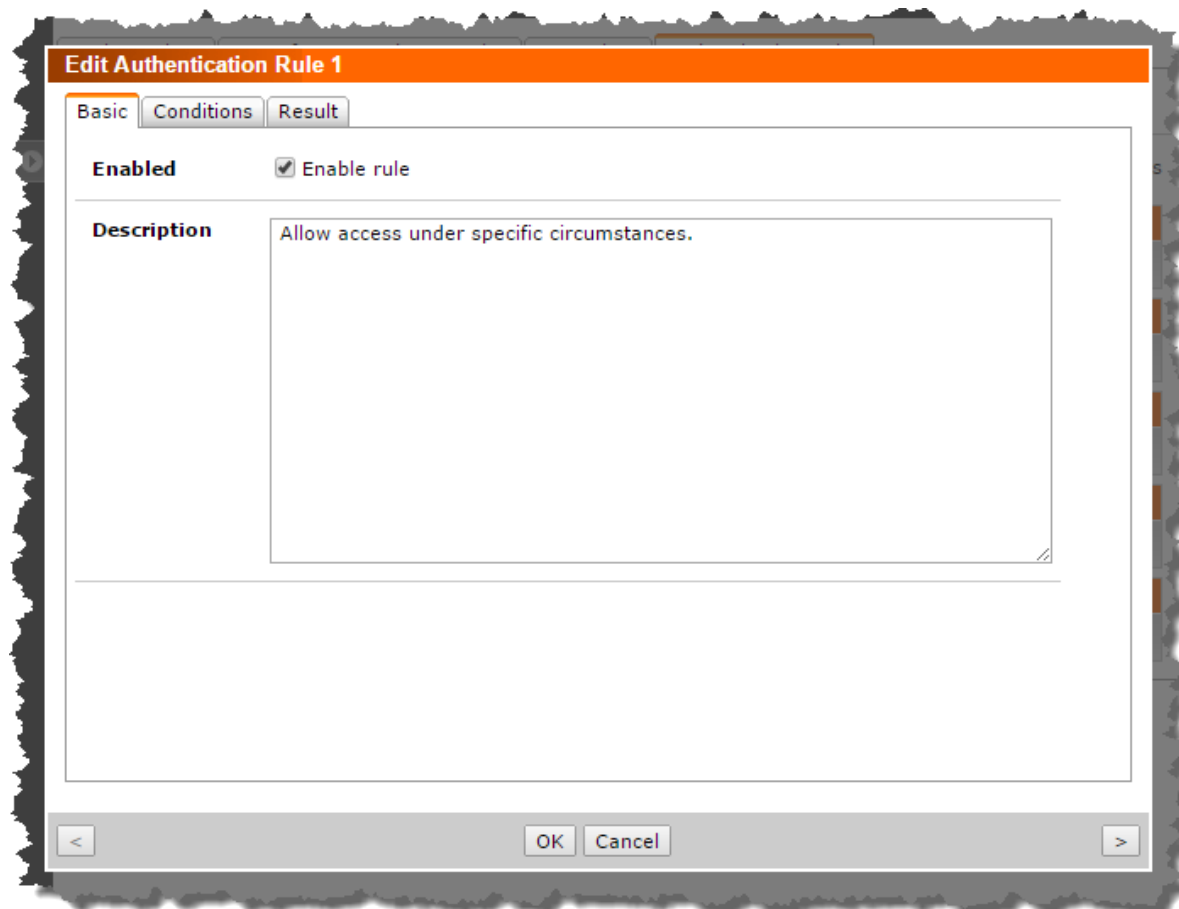 Edit Authentication Rule 1
Basic Conditions Result
Enabled Enable rule
Description Allow access under specific circumstances.
< OK Cancel >